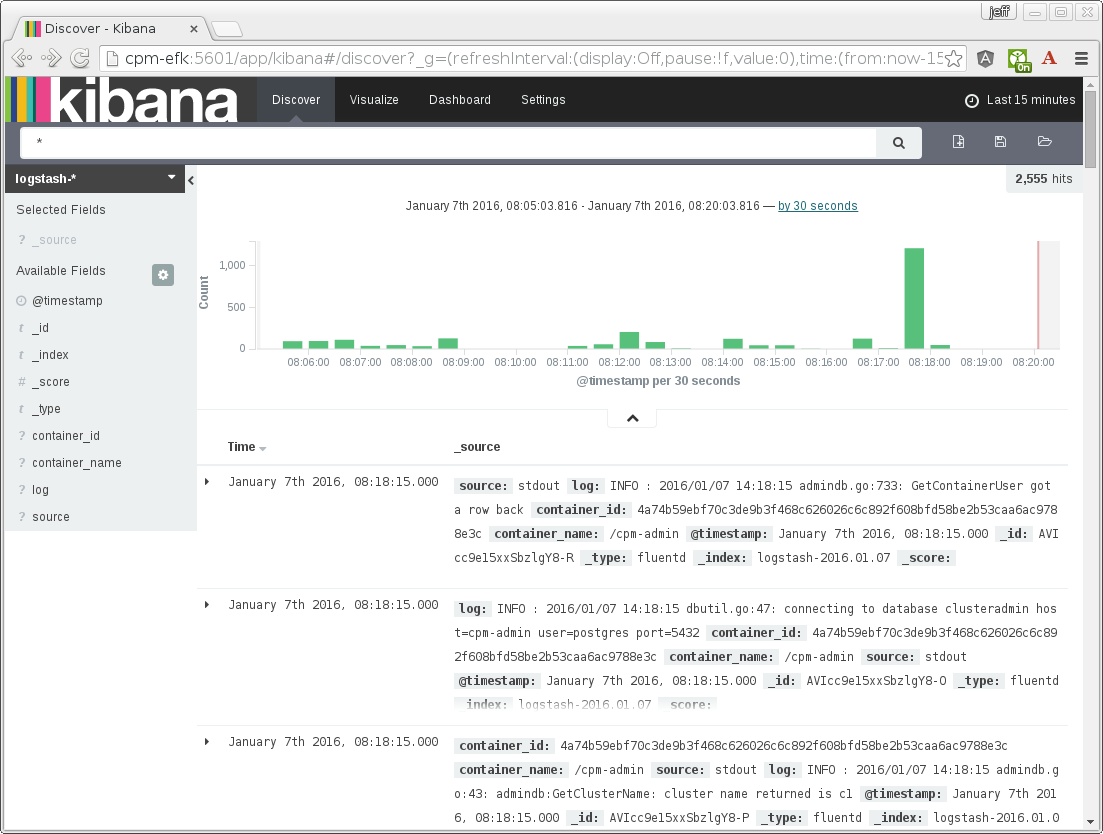 jeff
Discover - Kibana
cpm-efk:5601/app/kibana#/discover?_g=(refreshInterval:(display:Off,pause:!f,value:0),time:(from:now-15
On
A
A
kibana
Discover
Visualize
Dashboard
Settings
Last 15 minutes
*
logstash-*
2,555 hits
Selected Fields
? _source
Available Fields
@timestamp
t _id
t _index
# _score
t _type
? container_id
? container_name
? log
? source
January 7th 2016, 08:05:03.816 - January 7th 2016, 08:20:03.816 — by 30 seconds
Count
1,000
500
0
08:06:00 08:07:00 08:08:00 08:09:00 08:10:00 08:11:00 08:12:00 08:13:00 08:14:00 08:15:00 08:16:00 08:17:00 08:18:00 08:19:00 08:20:00
@timestamp per 30 seconds
Time _source
January 7th 2016, 08:18:15.000
source: stdout log: INFO : 2016/01/07 14:18:15 admindb.go:733: GetContainerUser got
a row back container_id: 4a74b59ebf70c3de9b3f468c626026c6c892f608bfd58be2b53caa6ac978
8e3c container_name: /cpm-admin @timestamp: January 7th 2016, 08:18:15.000 _id: AVI
cc9e15xxSbzlgY8-R _type: fluentd _index: logstash-2016.01.07 _score:
January 7th 2016, 08:18:15.000
log: INFO : 2016/01/07 14:18:15 dbutil.go:47: connecting to database clusteradmin hos
t=cpm-admin user=postgres port=5432 container_id: 4a74b59ebf70c3de9b3f468c626026c6c89
2f608bfd58be2b53caa6ac9788e3c container_name: /cpm-admin source: stdout
@timestamp: January 7th 2016, 08:18:15.000 _id: AVIcc9e15xxSbzlgY8-O _type: fluentd
_index: logstash-2016.01.07 _score:
January 7th 2016, 08:18:15.000
container_id: 4a74b59ebf70c3de9b3f468c626026c6c892f608bfd58be2b53caa6ac9788e3c
container_name: /cpm-admin source: stdout log: INFO : 2016/01/07 14:18:15 admindb.g
o:43: admindb:GetClusterName: cluster name returned is c1 @timestamp: January 7th 201
6, 08:18:15.000 _id: AVIcc9e15xxSbzlgY8-P _type: fluentd _index: logstash-2016.01.0